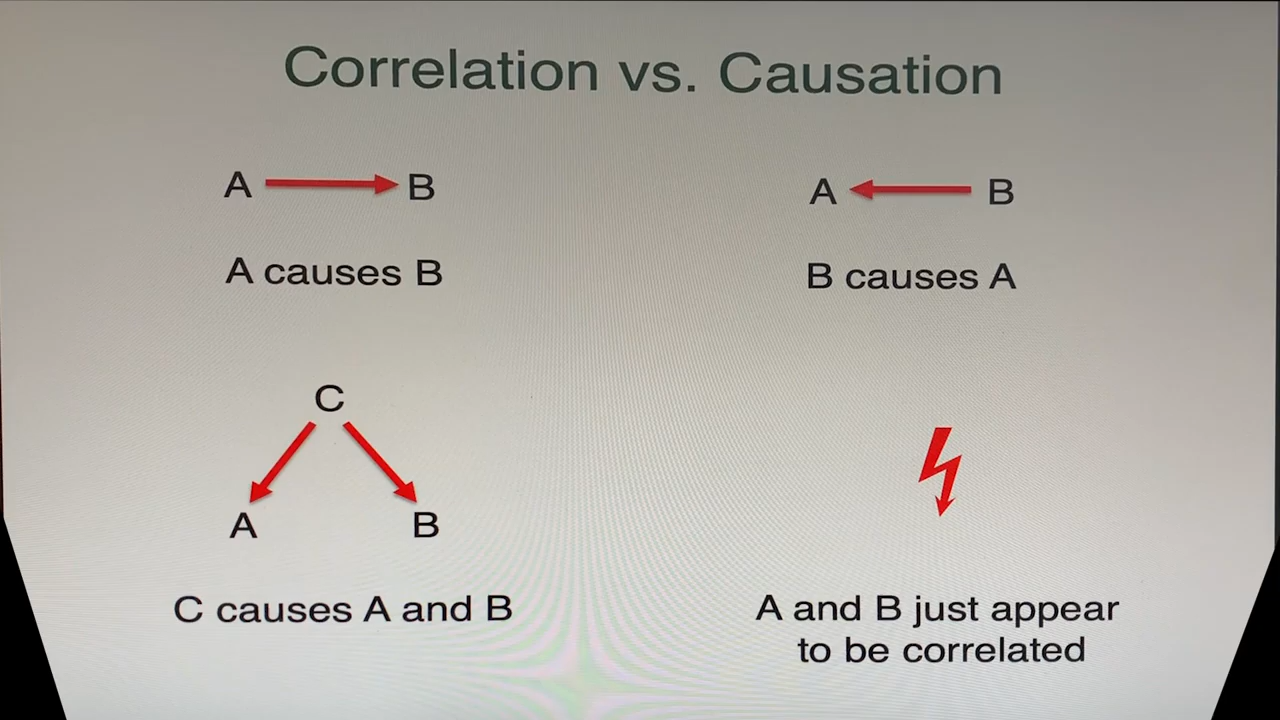 Correlation vs. Causation
A B
A causes B
A B
B causes A
C
A B
C causes A and B
A and B just appear
to be correlated